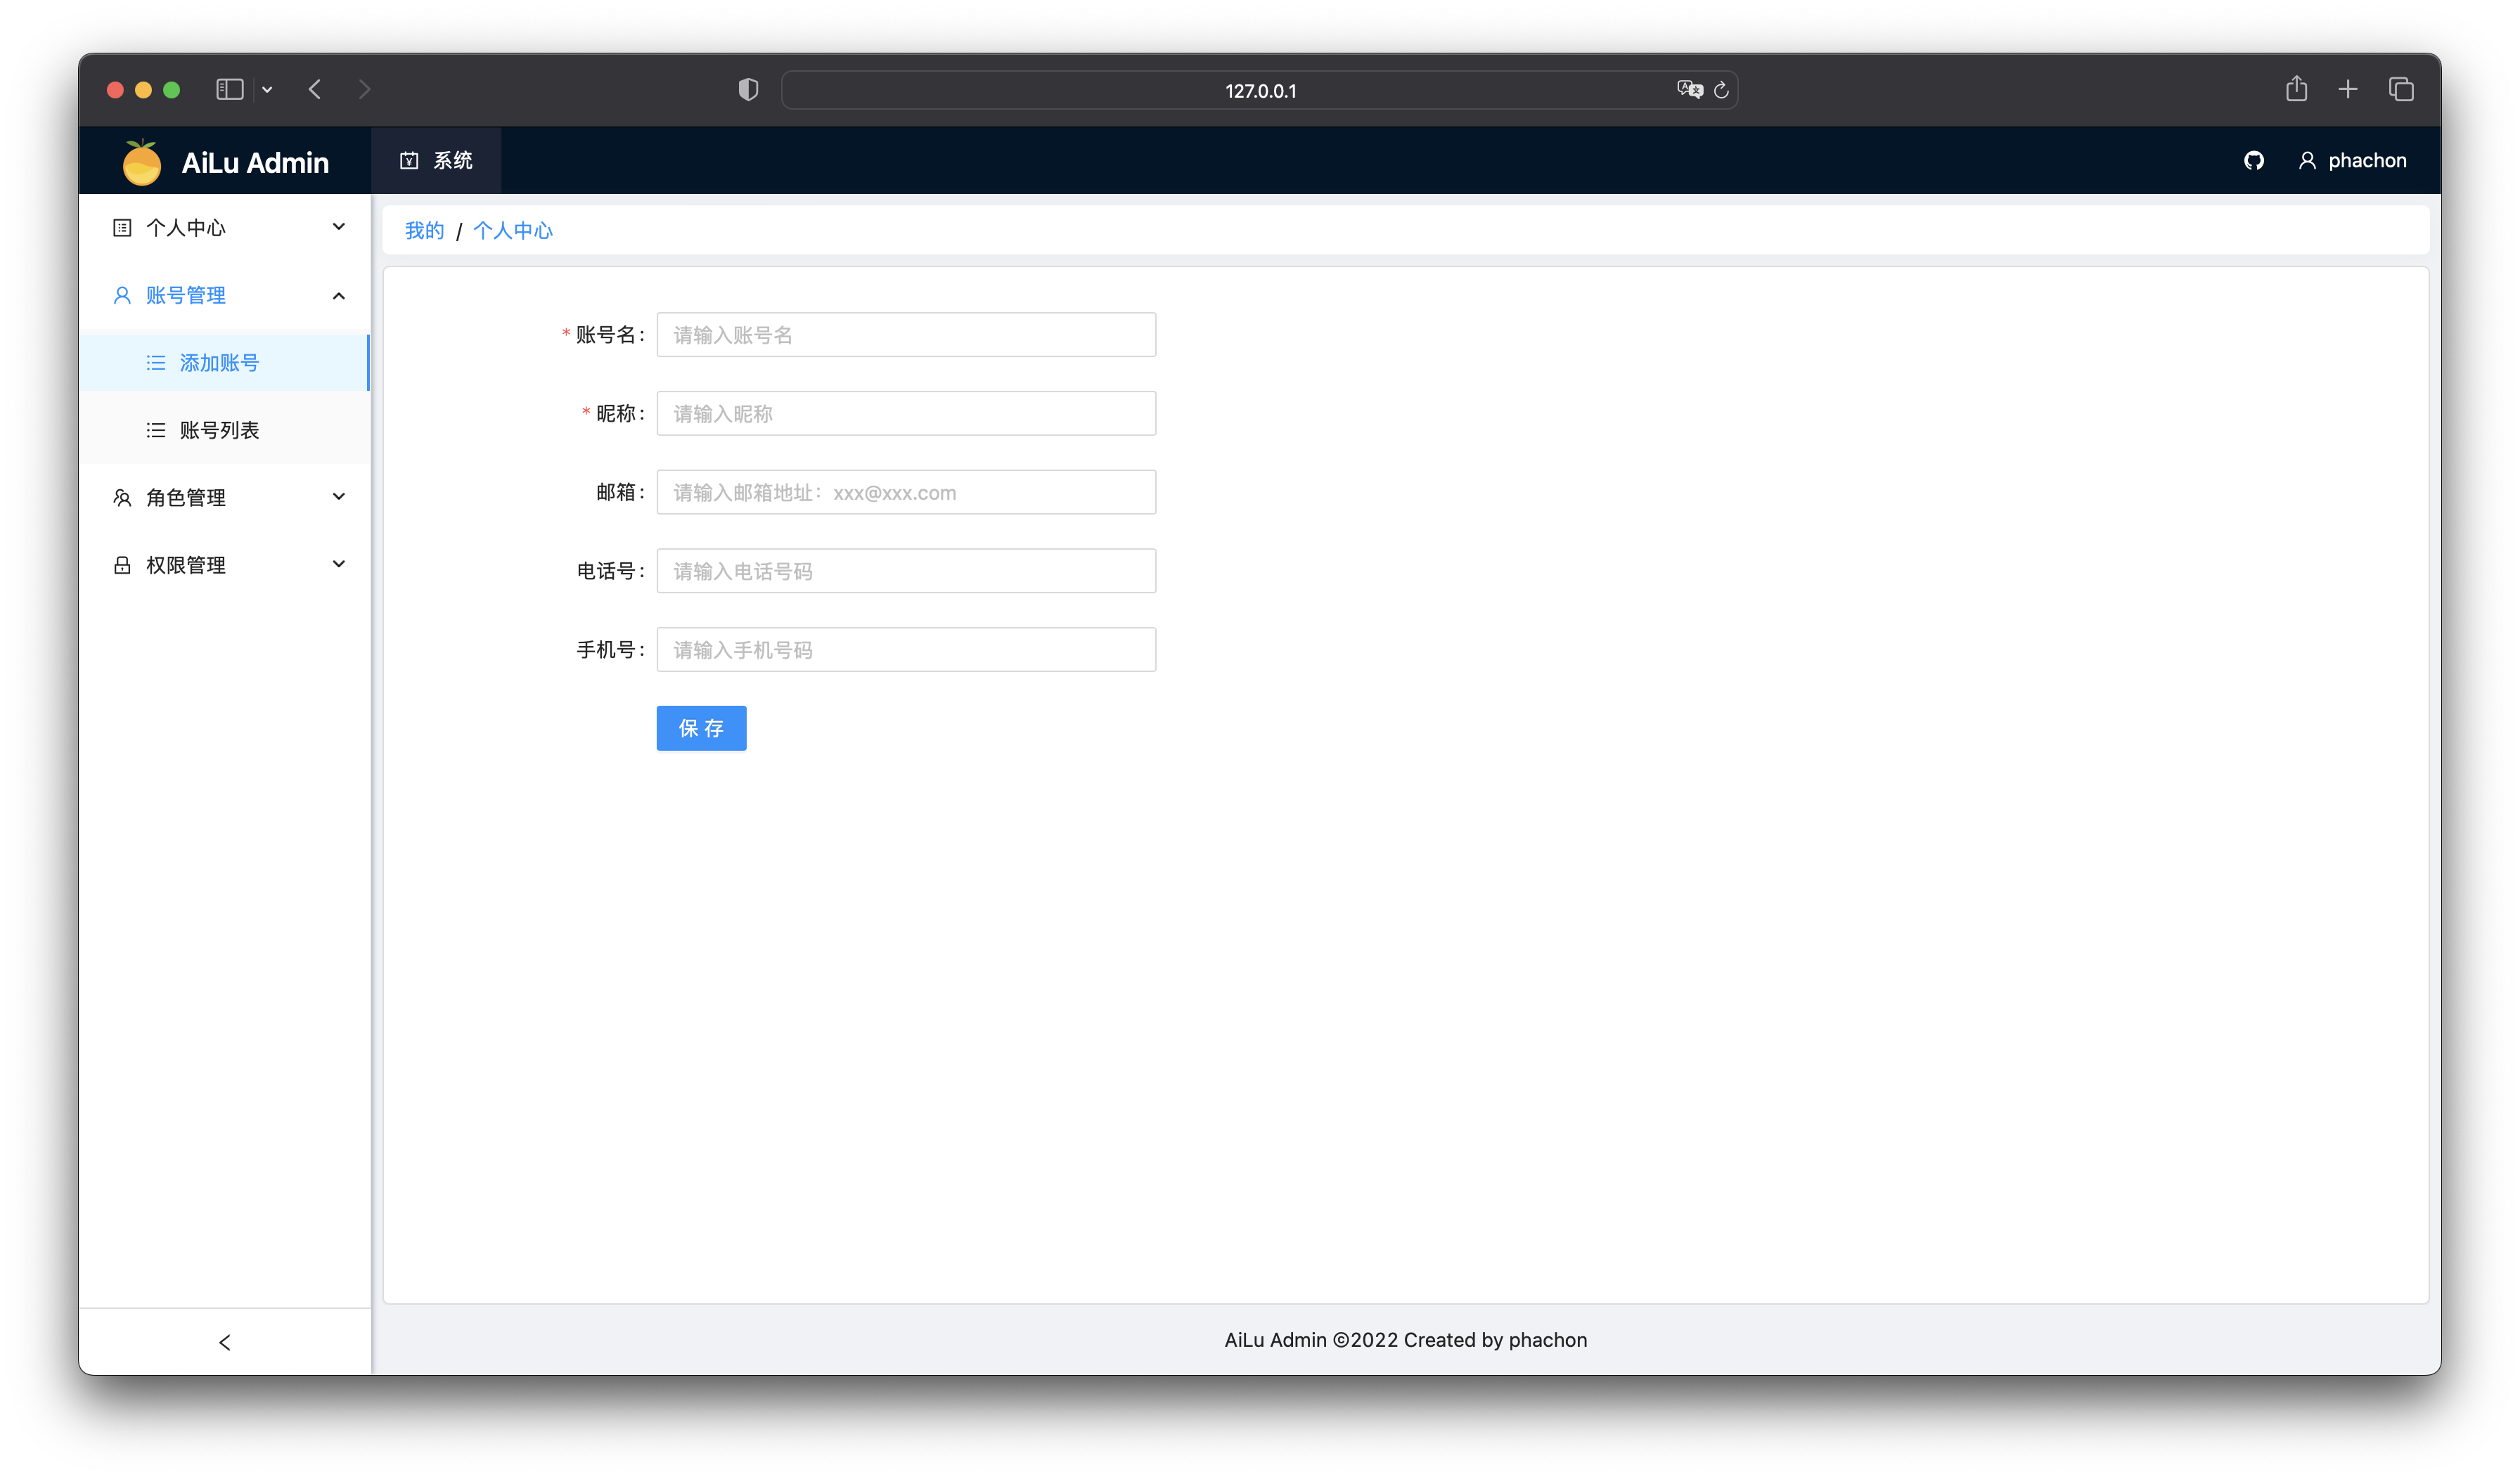 127.0.0.1
AiLu Admin
系统
phachon
个人中心
账号管理
添加账号
账号列表
角色管理
权限管理
我的 / 个人中心
* 账号名: 请输入账号名
* 昵称: 请输入昵称
邮箱: 请输入邮箱地址：xxx@xxx.com
电话号: 请输入电话号码
手机号: 请输入手机号码
保 存
AiLu Admin ©2022 Created by phachon